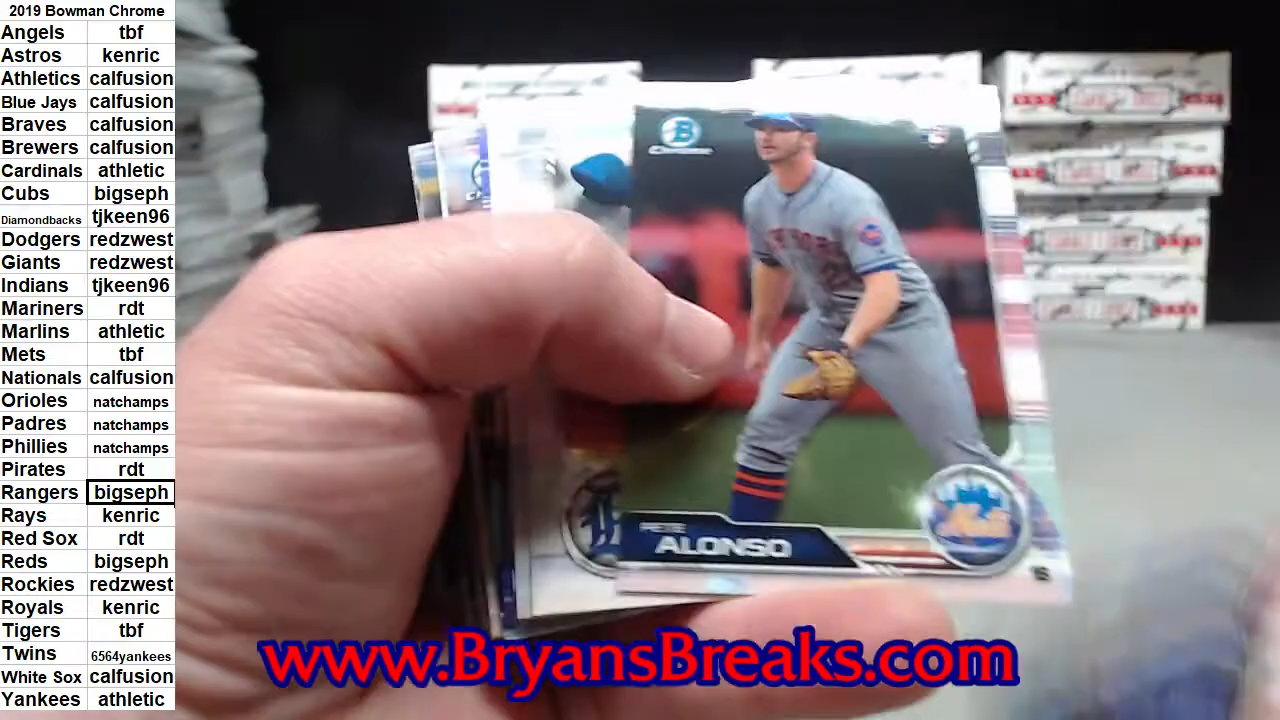 2019 Bowman Chrome
Angels tbf
Astros kenric
Athletics calfusion
Blue Jays calfusion
Braves calfusion
Brewers calfusion
Cardinals athletic
Cubs bigseph
Diamondbacks tjkeen96
Dodgers redzwest
Giants redzwest
Indians tjkeen96
Mariners rdt
Marlins athletic
Mets tbf
Nationals calfusion
Orioles natchamps
Padres natchamps
Phillies natchamps
Pirates rdt
Rangers bigseph
Rays kenric
Red Sox rdt
Reds bigseph
Rockies redzwest
Royals kenric
Tigers tbf
Twins 6564yankees
White Sox calfusion
Yankees athletic
B
Chrome
PETE
ALONSO
Mets
www.BryansBreaks.com